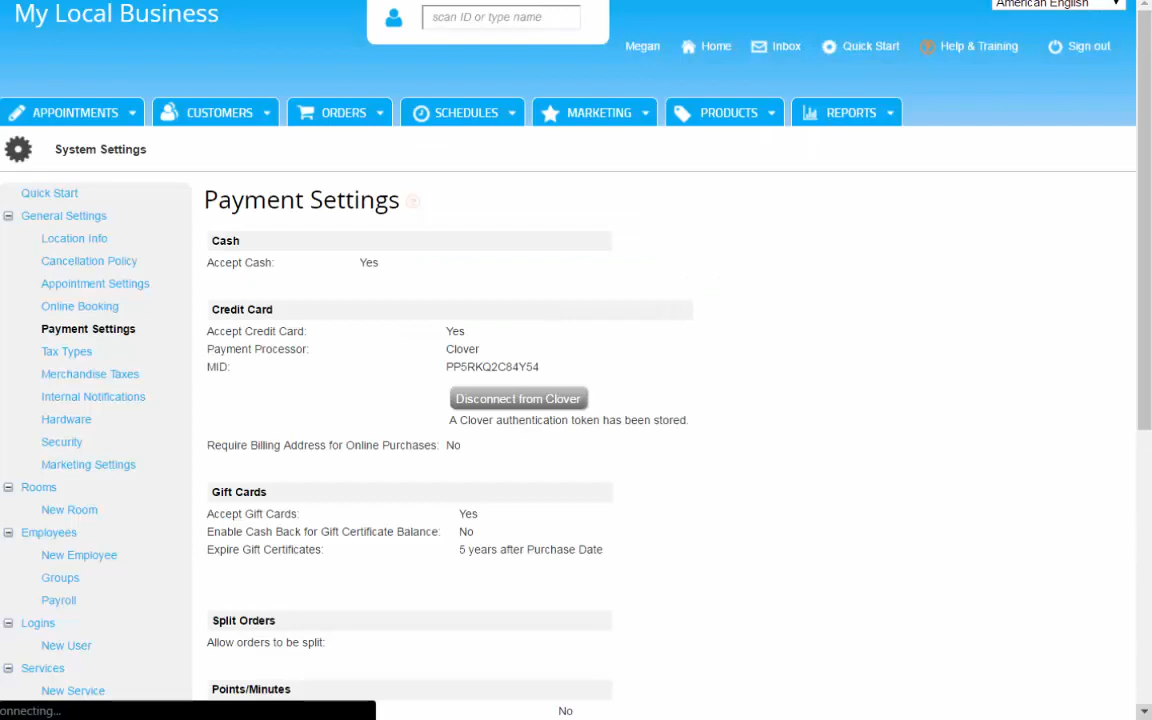 My Local Business
scan ID or type name
American English
Megan Home Inbox Quick Start Help & Training Sign out
APPOINTMENTS CUSTOMERS ORDERS SCHEDULES MARKETING PRODUCTS REPORTS
System Settings
Quick Start
General Settings
Location Info
Cancellation Policy
Appointment Settings
Online Booking
Payment Settings
Tax Types
Merchandise Taxes
Internal Notifications
Hardware
Security
Marketing Settings
Rooms
New Room
Employees
New Employee
Groups
Payroll
Logins
New User
Services
New Service
Payment Settings ?
Cash
Accept Cash: Yes
Credit Card
Accept Credit Card: Yes
Payment Processor: Clover
MID: PP5RKQ2C84Y54
Disconnect from Clover
A Clover authentication token has been stored.
Require Billing Address for Online Purchases: No
Gift Cards
Accept Gift Cards: Yes
Enable Cash Back for Gift Certificate Balance: No
Expire Gift Certificates: 5 years after Purchase Date
Split Orders
Allow orders to be split:
Points/Minutes
No
onnecting...